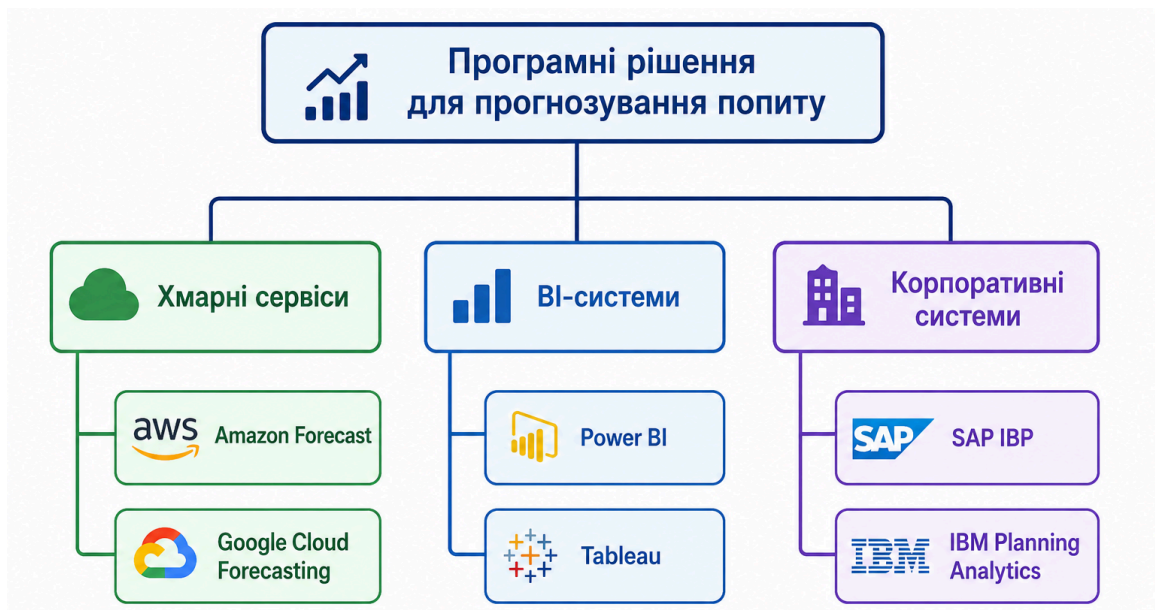 Програмні рішення
для прогнозування попиту
Хмарні сервіси
BI-системи
Корпоративні
системи
aws
Amazon Forecast
Power BI
SAP
SAP IBP
Google Cloud
Forecasting
Tableau
IBM
IBM Planning
Analytics